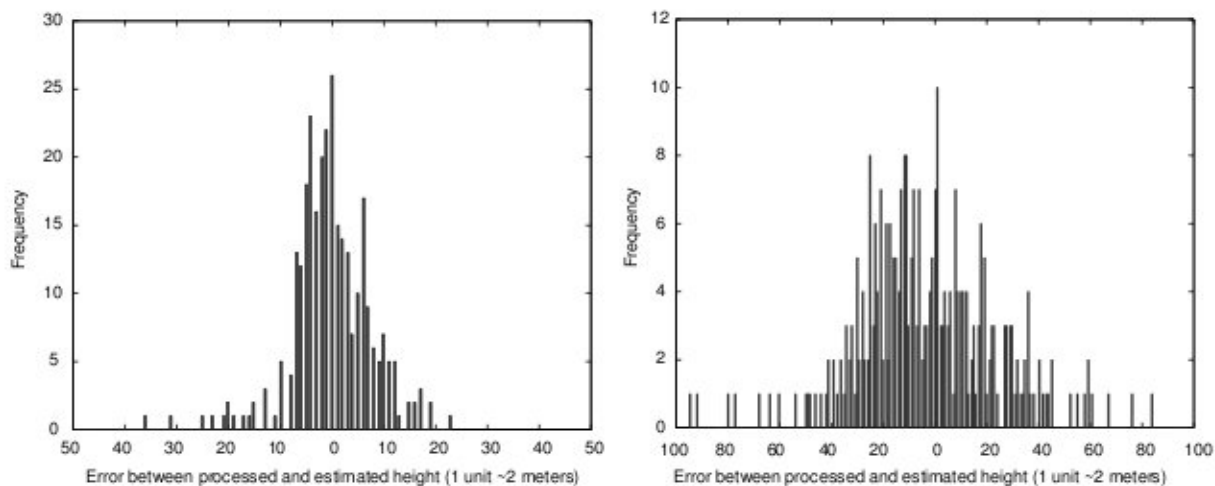 30
25
20
15
10
5
0
Frequency
50 40 30 20 10 0 10 20 30 40 50
Error between processed and estimated height (1 unit ~2 meters)
12
10
8
6
4
2
0
Frequency
100 80 60 40 20 0 20 40 60 80 100
Error between processed and estimated height (1 unit ~2 meters)